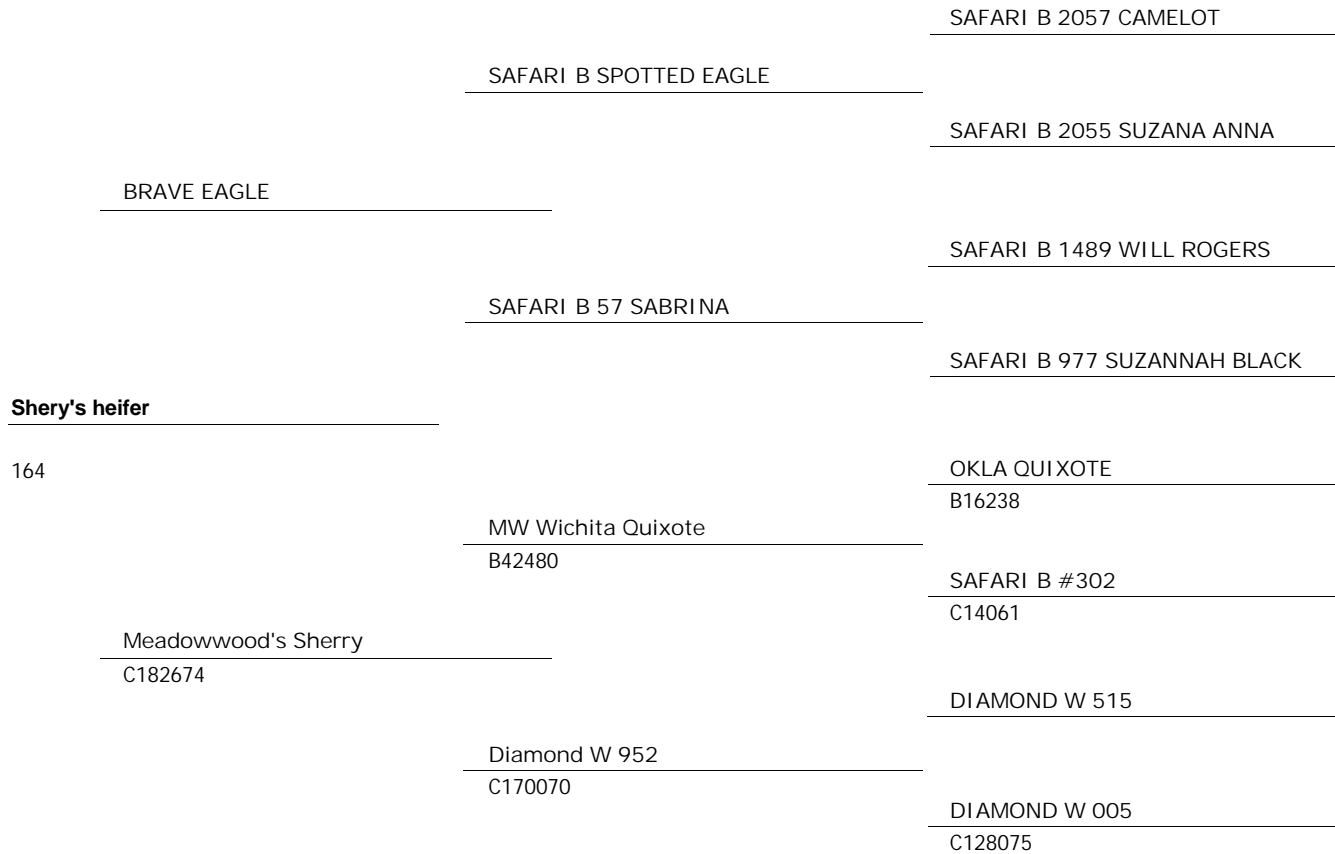 SAFARI B 2057 CAMELOT
SAFARI B SPOTTED EAGLE
SAFARI B 2055 SUZANA ANNA
BRAVE EAGLE
SAFARI B 1489 WILL ROGERS
SAFARI B 57 SABRINA
SAFARI B 977 SUZANNAH BLACK
Shery's heifer
164
OKLA QUIXOTE
B16238
MW Wichita Quixote
B42480
SAFARI B #302
C14061
Meadowwood's Sherry
C182674
DIAMOND W 515
Diamond W 952
C170070
DIAMOND W 005
C128075